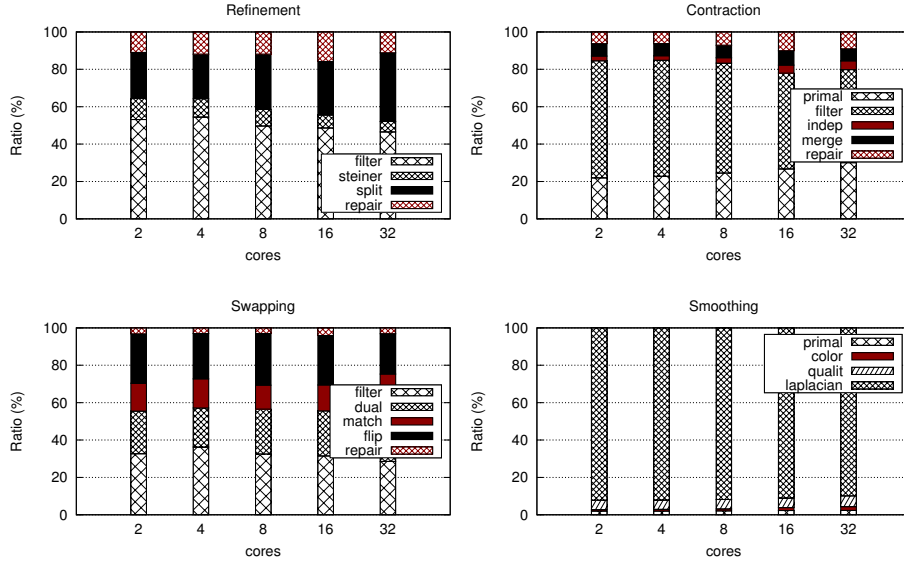 Refinement
Ratio (%)
100
80
60
40
20
0
filter
steiner
split
repair
2 4 8 16 32
cores
Contraction
Ratio (%)
100
80
60
40
20
0
primal
filter
indep
merge
repair
2 4 8 16 32
cores
Swapping
Ratio (%)
100
80
60
40
20
0
filter
dual
match
flip
repair
2 4 8 16 32
cores
Smoothing
Ratio (%)
100
80
60
40
20
0
primal
color
qualit
laplacian
2 4 8 16 32
cores